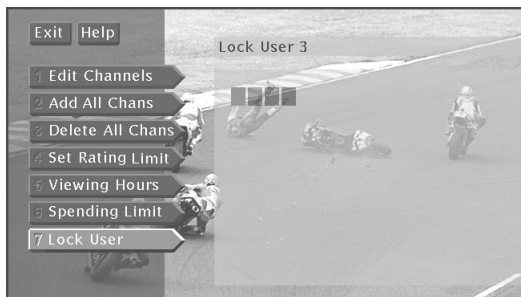 Exit Help
Lock User 3
1 Edit Channels
2 Add All Chans
3 Delete All Chans
4 Set Rating Limit
5 Viewing Hours
6 Spending Limit
7 Lock User